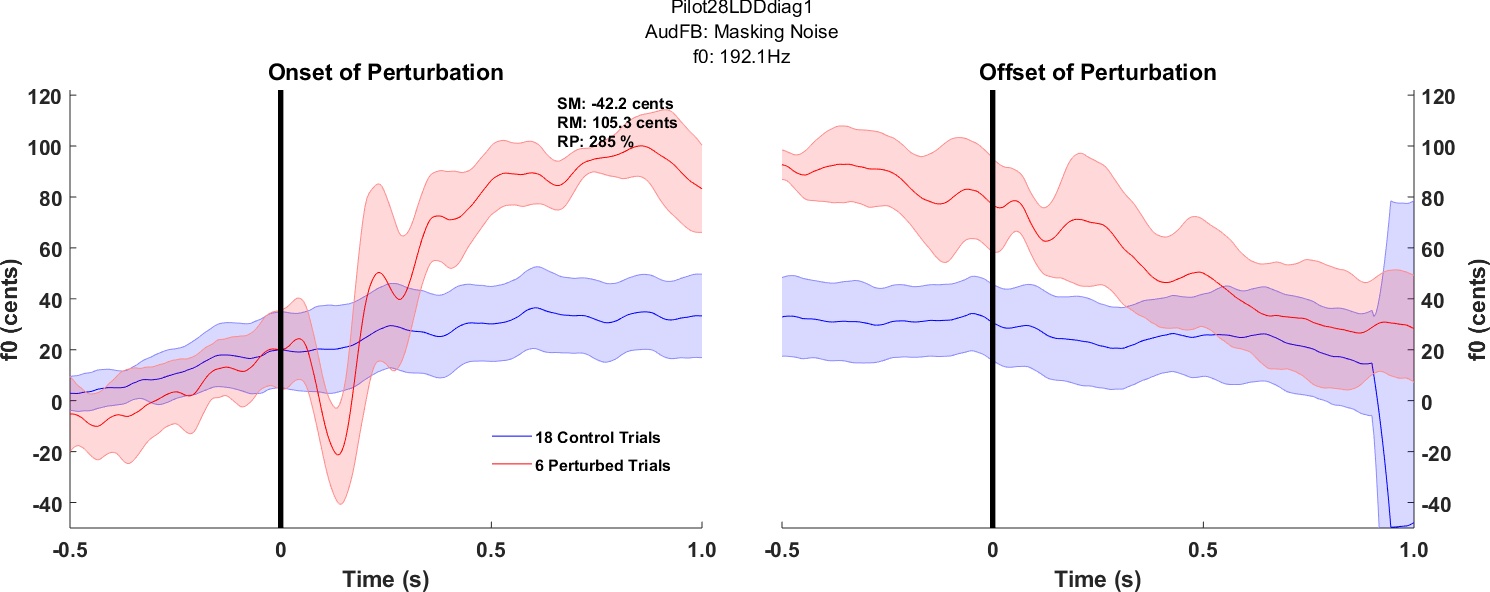 Pilot28LDDdiag1
AudFB: Masking Noise
f0: 192.1Hz
Onset of Perturbation
Offset of Perturbation
SM: -42.2 cents
RM: 105.3 cents
RP: 285 %
120
100
80
60
40
20
0
-20
-40
f0 (cents)
18 Control Trials
6 Perturbed Trials
-0.5
0
0.5
1.0
Time (s)
120
100
80
60
40
20
0
-20
-40
f0 (cents)
-0.5
0
0.5
1.0
Time (s)